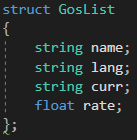 struct GosList
{
    string name;
    string lang;
    string curr;
    float rate;
};